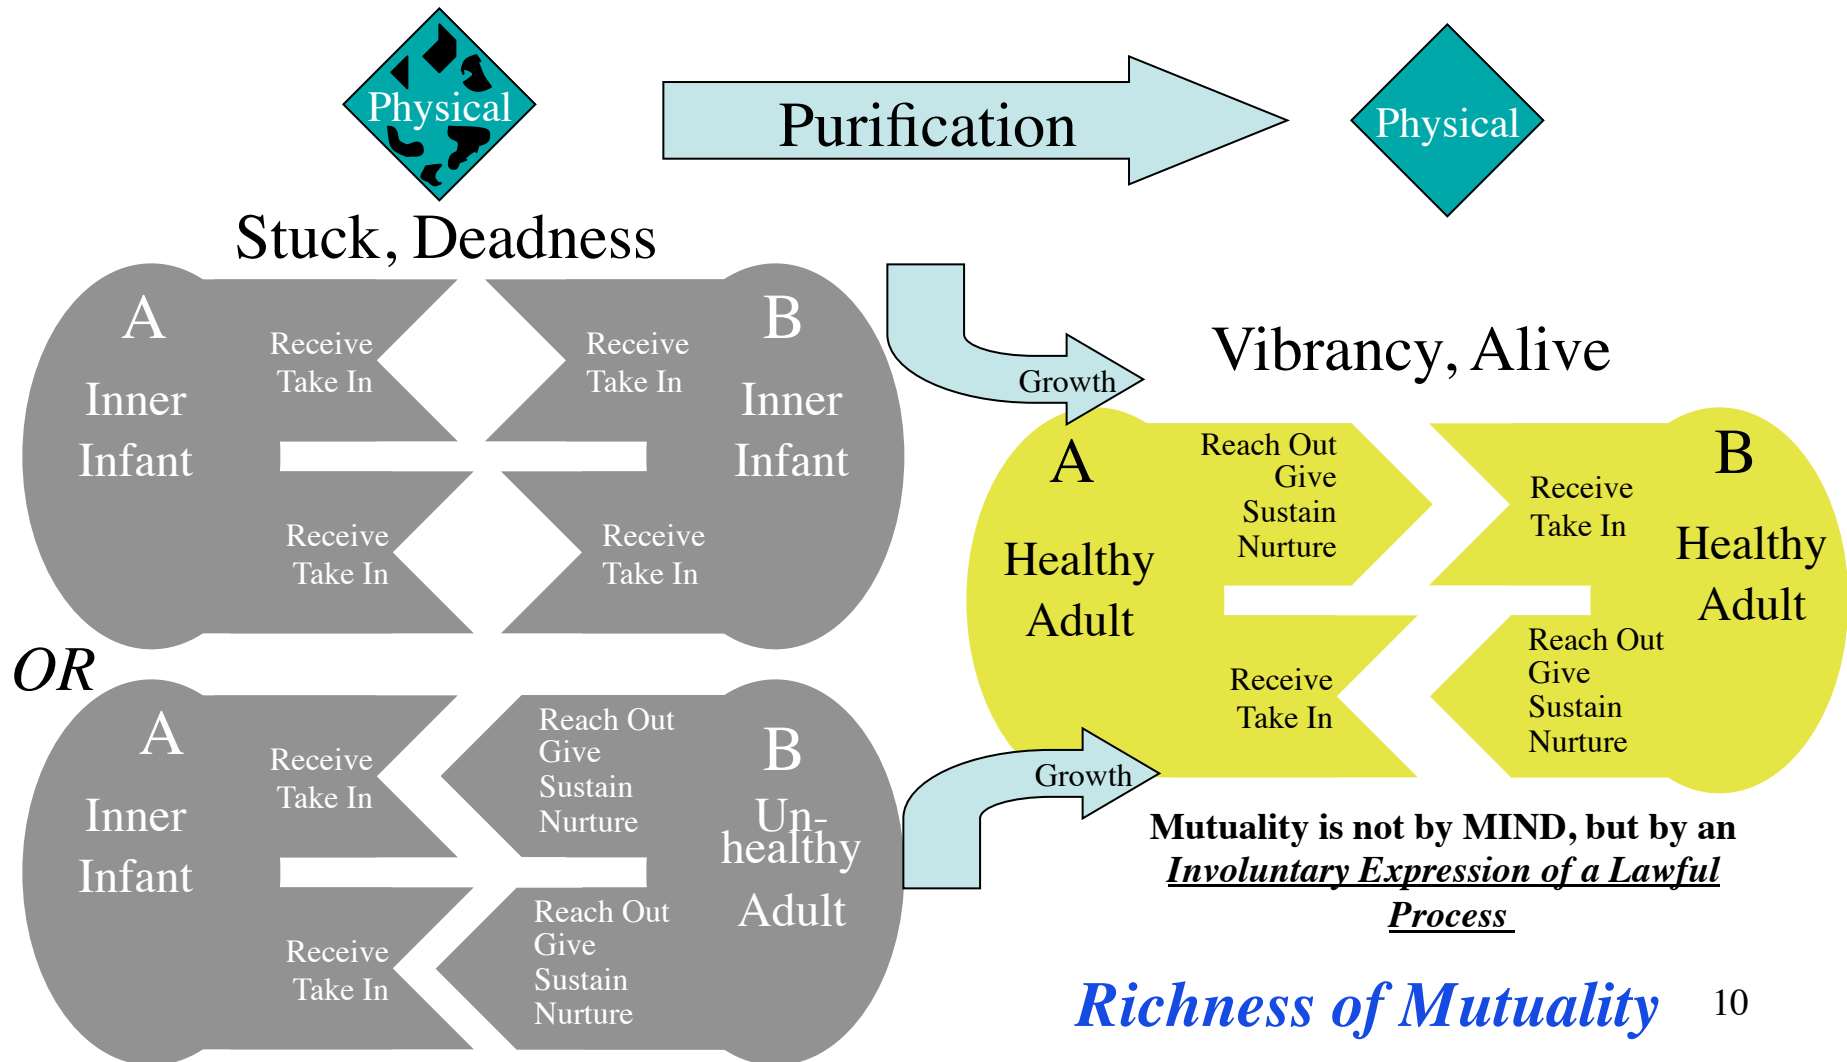 Physical
Purification
Physical
Stuck, Deadness
A
Inner
Infant
Receive
Take In
Receive
Take In
B
Inner
Infant
Receive
Take In
Receive
Take In
Growth
OR
A
Inner
Infant
Receive
Take In
Receive
Take In
Reach Out
Give
Sustain
Nurture
Reach Out
Give
Sustain
Nurture
B
Un-
healthy
Adult
Growth
Vibrancy, Alive
A
Healthy
Adult
Reach Out
Give
Sustain
Nurture
Receive
Take In
Receive
Take In
Reach Out
Give
Sustain
Nurture
B
Healthy
Adult
Mutuality is not by MIND, but by an
Involuntary Expression of a Lawful
Process
Richness of Mutuality
10